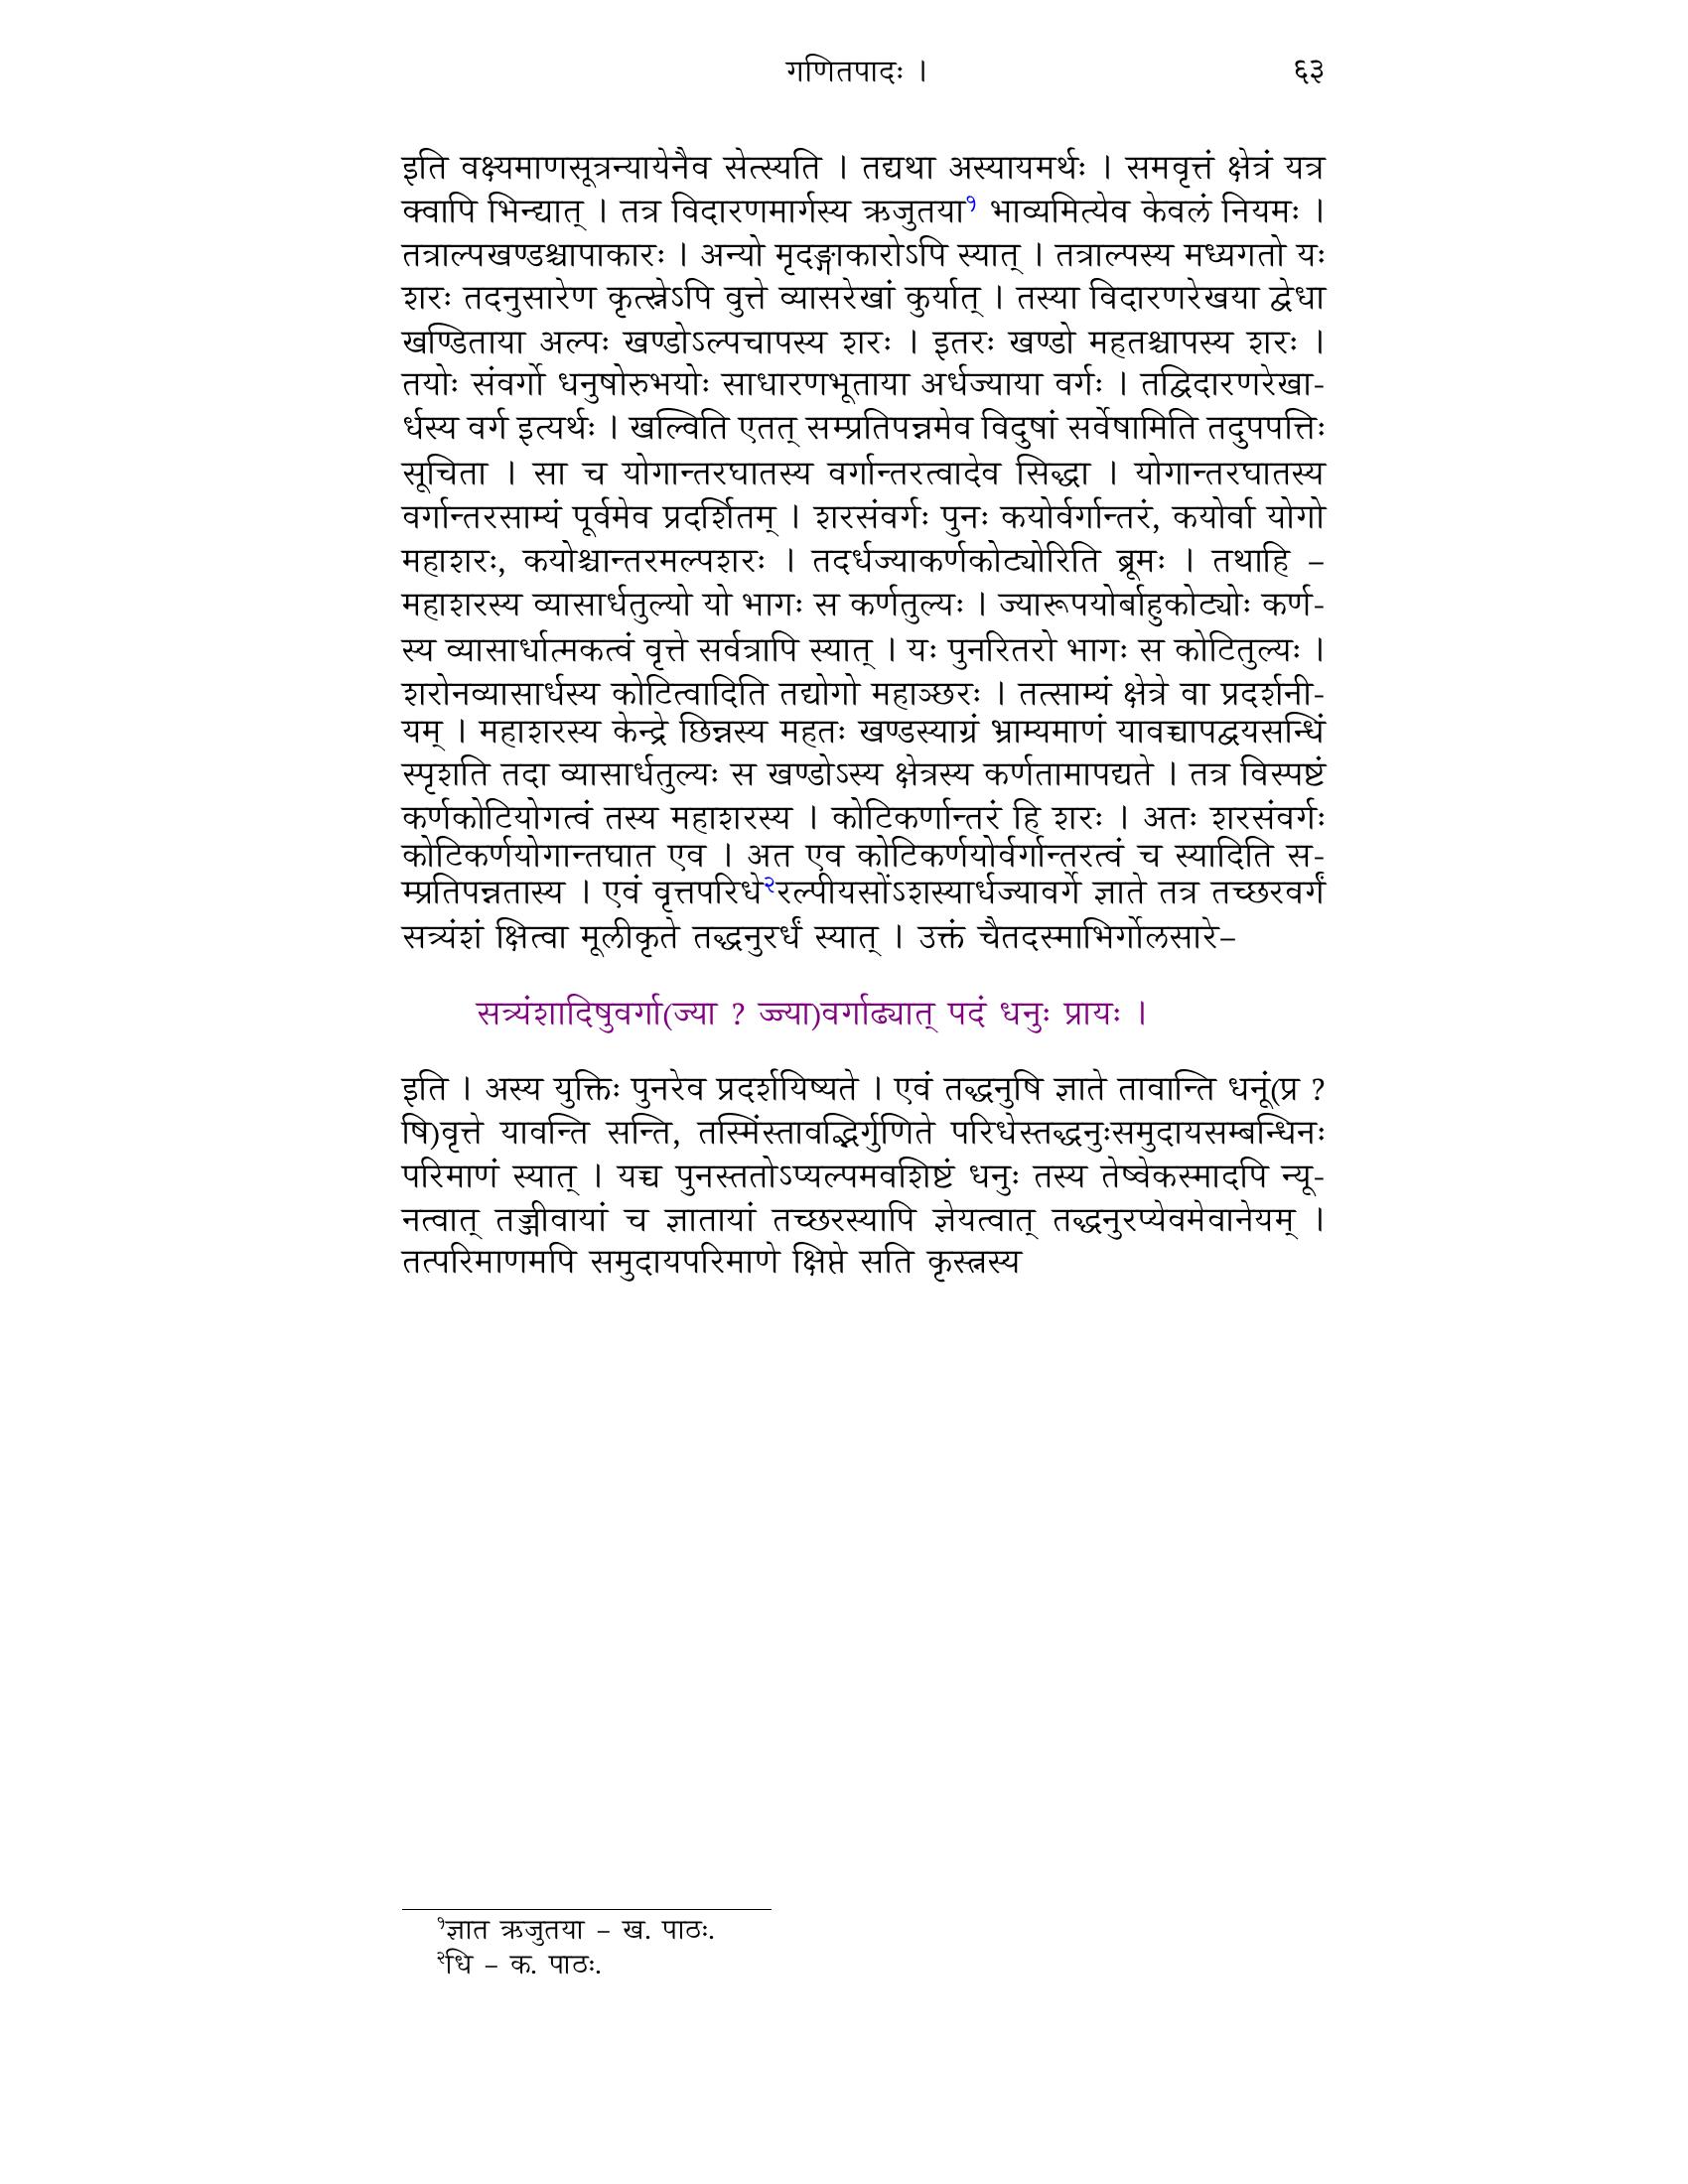 गणितपादः ।
६३
इति वक्ष्यमाणसूत्रन्यायेनैव सेत्स्यति । तद्यथा अस्यायमर्थः । समवृत्तं क्षेत्रं यत्र
क्वापि भिन्द्यात् । तत्र विदारणमार्गस्य ऋजुतया१ भाव्यमित्येव केवलं नियमः ।
तत्राल्पखण्डश्चापाकारः । अन्यो मृदङ्गाकारोऽपि स्यात् । तत्राल्पस्य मध्यगतो यः
शरः तदनुसारेण कृत्स्नेऽपि वुत्ते व्यासरेखां कुर्यात् । तस्या विदारणरेखया द्वेधा
खण्डिताया अल्पः खण्डोऽल्पचापस्य शरः । इतरः खण्डो महतश्चापस्य शरः ।
तयोः संवर्गो धनुषोरुभयोः साधारणभूताया अर्धज्याया वर्गः । तद्विदारणरेखा-
र्धस्य वर्ग इत्यर्थः । खल्विति एतत् सम्प्रतिपन्नमेव विदुषां सर्वेषामिति तदुपपत्तिः
सूचिता । सा च योगान्तरघातस्य वर्गान्तरत्वादेव सिद्धा । योगान्तरघातस्य
वर्गान्तरसाम्यं पूर्वमेव प्रदर्शितम् । शरसंवर्गः पुनः कयोर्वर्गान्तरं, कयोर्वा योगो
महाशरः, कयोश्चान्तरमल्पशरः । तदर्धज्याकर्णकोट्योरिति ब्रूमः । तथाहि –
महाशरस्य व्यासार्धतुल्यो यो भागः स कर्णतुल्यः । ज्यारूपयोर्बाहुकोट्योः कर्ण-
स्य व्यासार्धात्मकत्वं वृत्ते सर्वत्रापि स्यात् । यः पुनरितरो भागः स कोटितुल्यः ।
शरोनव्यासार्धस्य कोटित्वादिति तद्योगो महाञ्छरः । तत्साम्यं क्षेत्रे वा प्रदर्शनी-
यम् । महाशरस्य केन्द्रे छिन्नस्य महतः खण्डस्याग्रं भ्राम्यमाणं यावच्चापद्वयसन्धिं
स्पृशति तदा व्यासार्धतुल्यः स खण्डोऽस्य क्षेत्रस्य कर्णतामापद्यते । तत्र विस्पष्टं
कर्णकोटियोगत्वं तस्य महाशरस्य । कोटिकर्णान्तरं हि शरः । अतः शरसंवर्गः
कोटिकर्णयोगान्तघात एव । अत एव कोटिकर्णयोर्वर्गान्तरत्वं च स्यादिति स-
म्प्रतिपन्नतास्य । एवं वृत्तपरिधे२रल्पीयसोंऽशस्यार्धज्यावर्गे ज्ञाते तत्र तच्छरवर्गं
सत्र्यंशं क्षित्वा मूलीकृते तद्धनुरर्धं स्यात् । उक्तं चैतदस्माभिर्गोलसारे–
सत्र्यंशादिषुवर्गा(ज्या ? ज्ज्या)वर्गाढ्यात् पदं धनुः प्रायः ।
इति । अस्य युक्तिः पुनरेव प्रदर्शयिष्यते । एवं तद्धनुषि ज्ञाते तावान्ति धनूं(प्र ?
षि)वृत्ते यावन्ति सन्ति, तस्मिंस्तावद्भिर्गुणिते परिधेस्तद्धनुःसमुदायसम्बन्धिनः
परिमाणं स्यात् । यच्च पुनस्ततोऽप्यल्पमवशिष्टं धनुः तस्य तेष्वेकस्मादपि न्यू-
नत्वात् तज्जीवायां च ज्ञातायां तच्छरस्यापि ज्ञेयत्वात् तद्धनुरप्येवमेवानेयम् ।
तत्परिमाणमपि समुदायपरिमाणे क्षिप्ते सति कृस्त्नस्य
१ज्ञात ऋजुतया – ख. पाठः.
२धि – क. पाठः.